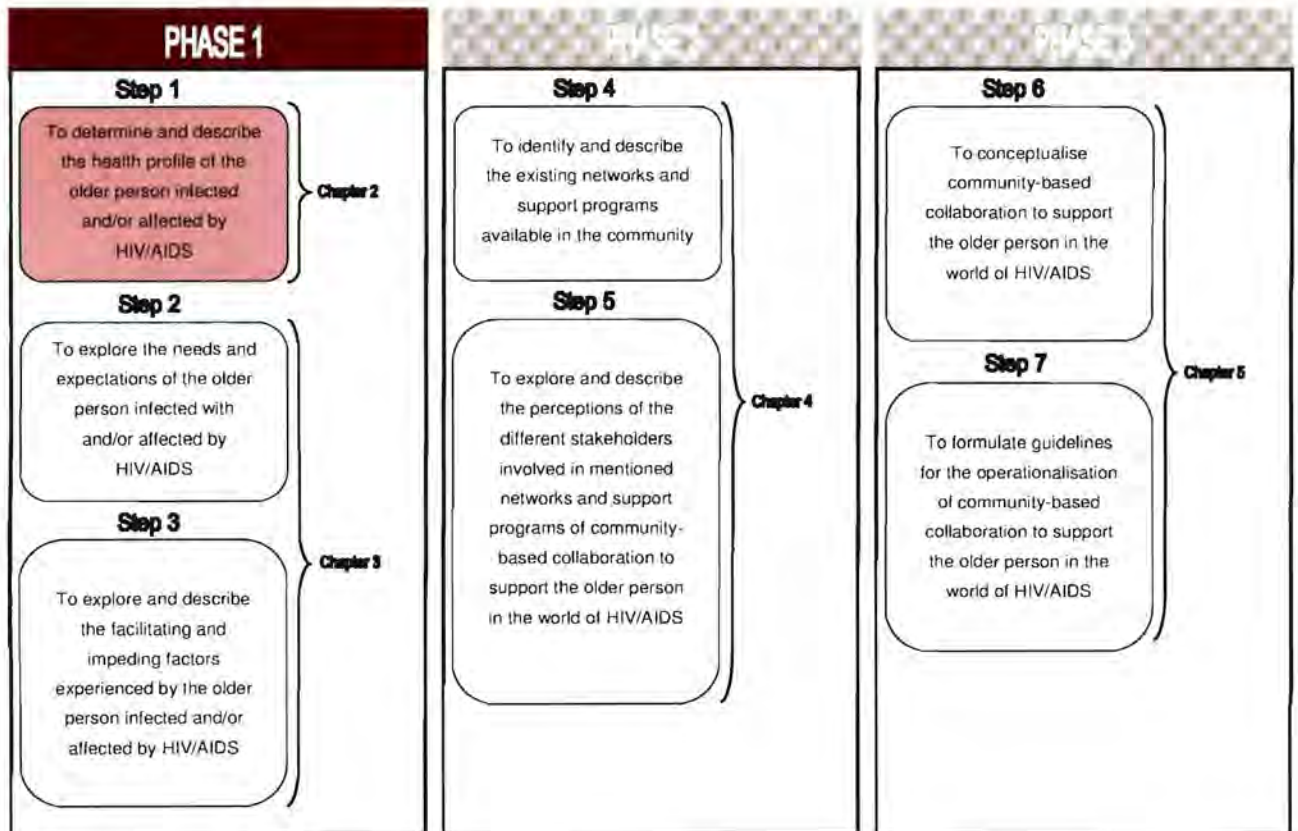 PHASE 1
Step 1
To determine and describe
the health profile of the
older person infected
and/or affected by
HIV/AIDS
Chapter 2
Step 2
To explore the needs and
expectations of the older
person infected with
and/or affected by
HIV/AIDS
Step 3
To explore and describe
the facilitating and
impeding factors
experienced by the older
person infected and/or
affected by HIV/AIDS
Chapter 3
PHASE
Step 4
To identify and describe
the existing networks and
support programs
available in the community
Step 5
To explore and describe
the perceptions of the
different stakeholders
involved in mentioned
networks and support
programs of community-
based collaboration to
support the older person
in the world of HIV/AIDS
Chapter 4
PHASE
Step 6
To conceptualise
community-based
collaboration to support
the older person in the
world of HIV/AIDS
Step 7
To formulate guidelines
for the operationalisation
of community-based
collaboration to support
the older person in the
world of HIV/AIDS
Chapter 5